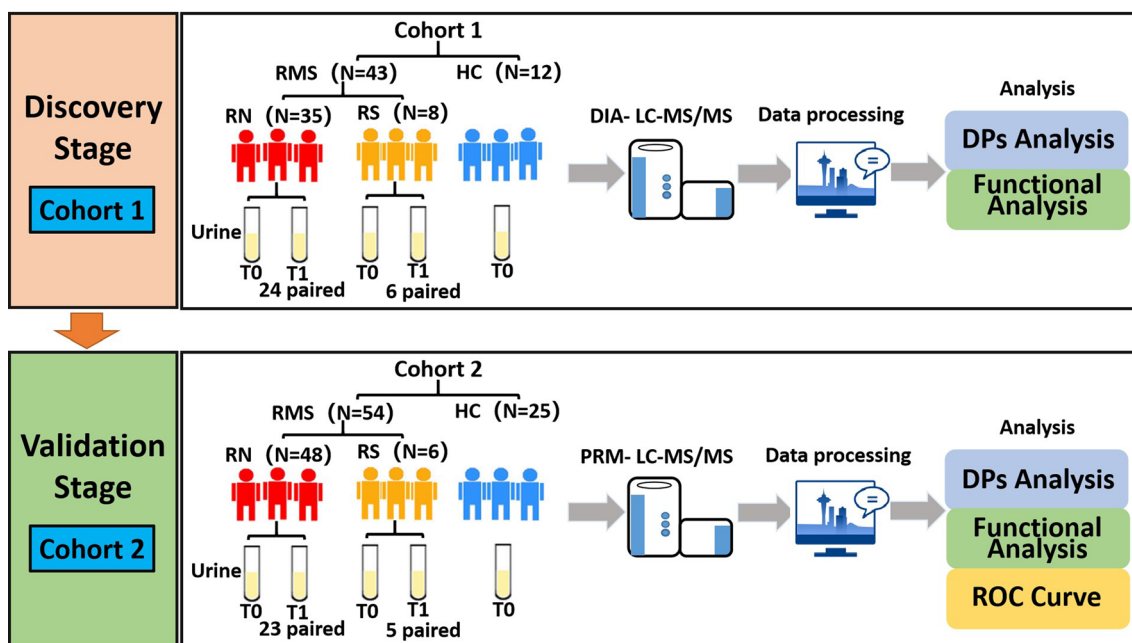 Discovery
Stage
Cohort 1
Cohort 1
RMS (N=43)
HC (N=12)
RN (N=35)
RS (N=8)
Urine
T0
T1
T0
T1
T0
24 paired
6 paired
DIA- LC-MS/MS
Data processing
=
Analysis
DPs Analysis
Functional
Analysis
Validation
Stage
Cohort 2
Cohort 2
RMS (N=54)
HC (N=25)
RN (N=48)
RS (N=6)
Urine
T0
T1
T0
T1
T0
23 paired
5 paired
PRM- LC-MS/MS
Data processing
=
Analysis
DPs Analysis
Functional
Analysis
ROC Curve